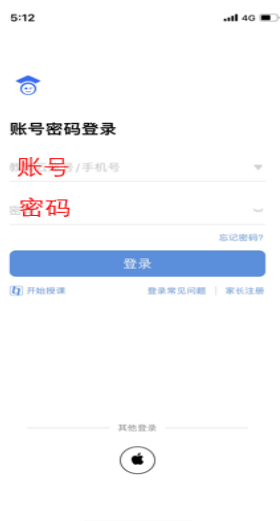 5:12
4G
账号密码登录
账号
号/手机号
密码
忘记密码?
登录
开始授课
登录常见问题 | 家长注册
其他登录